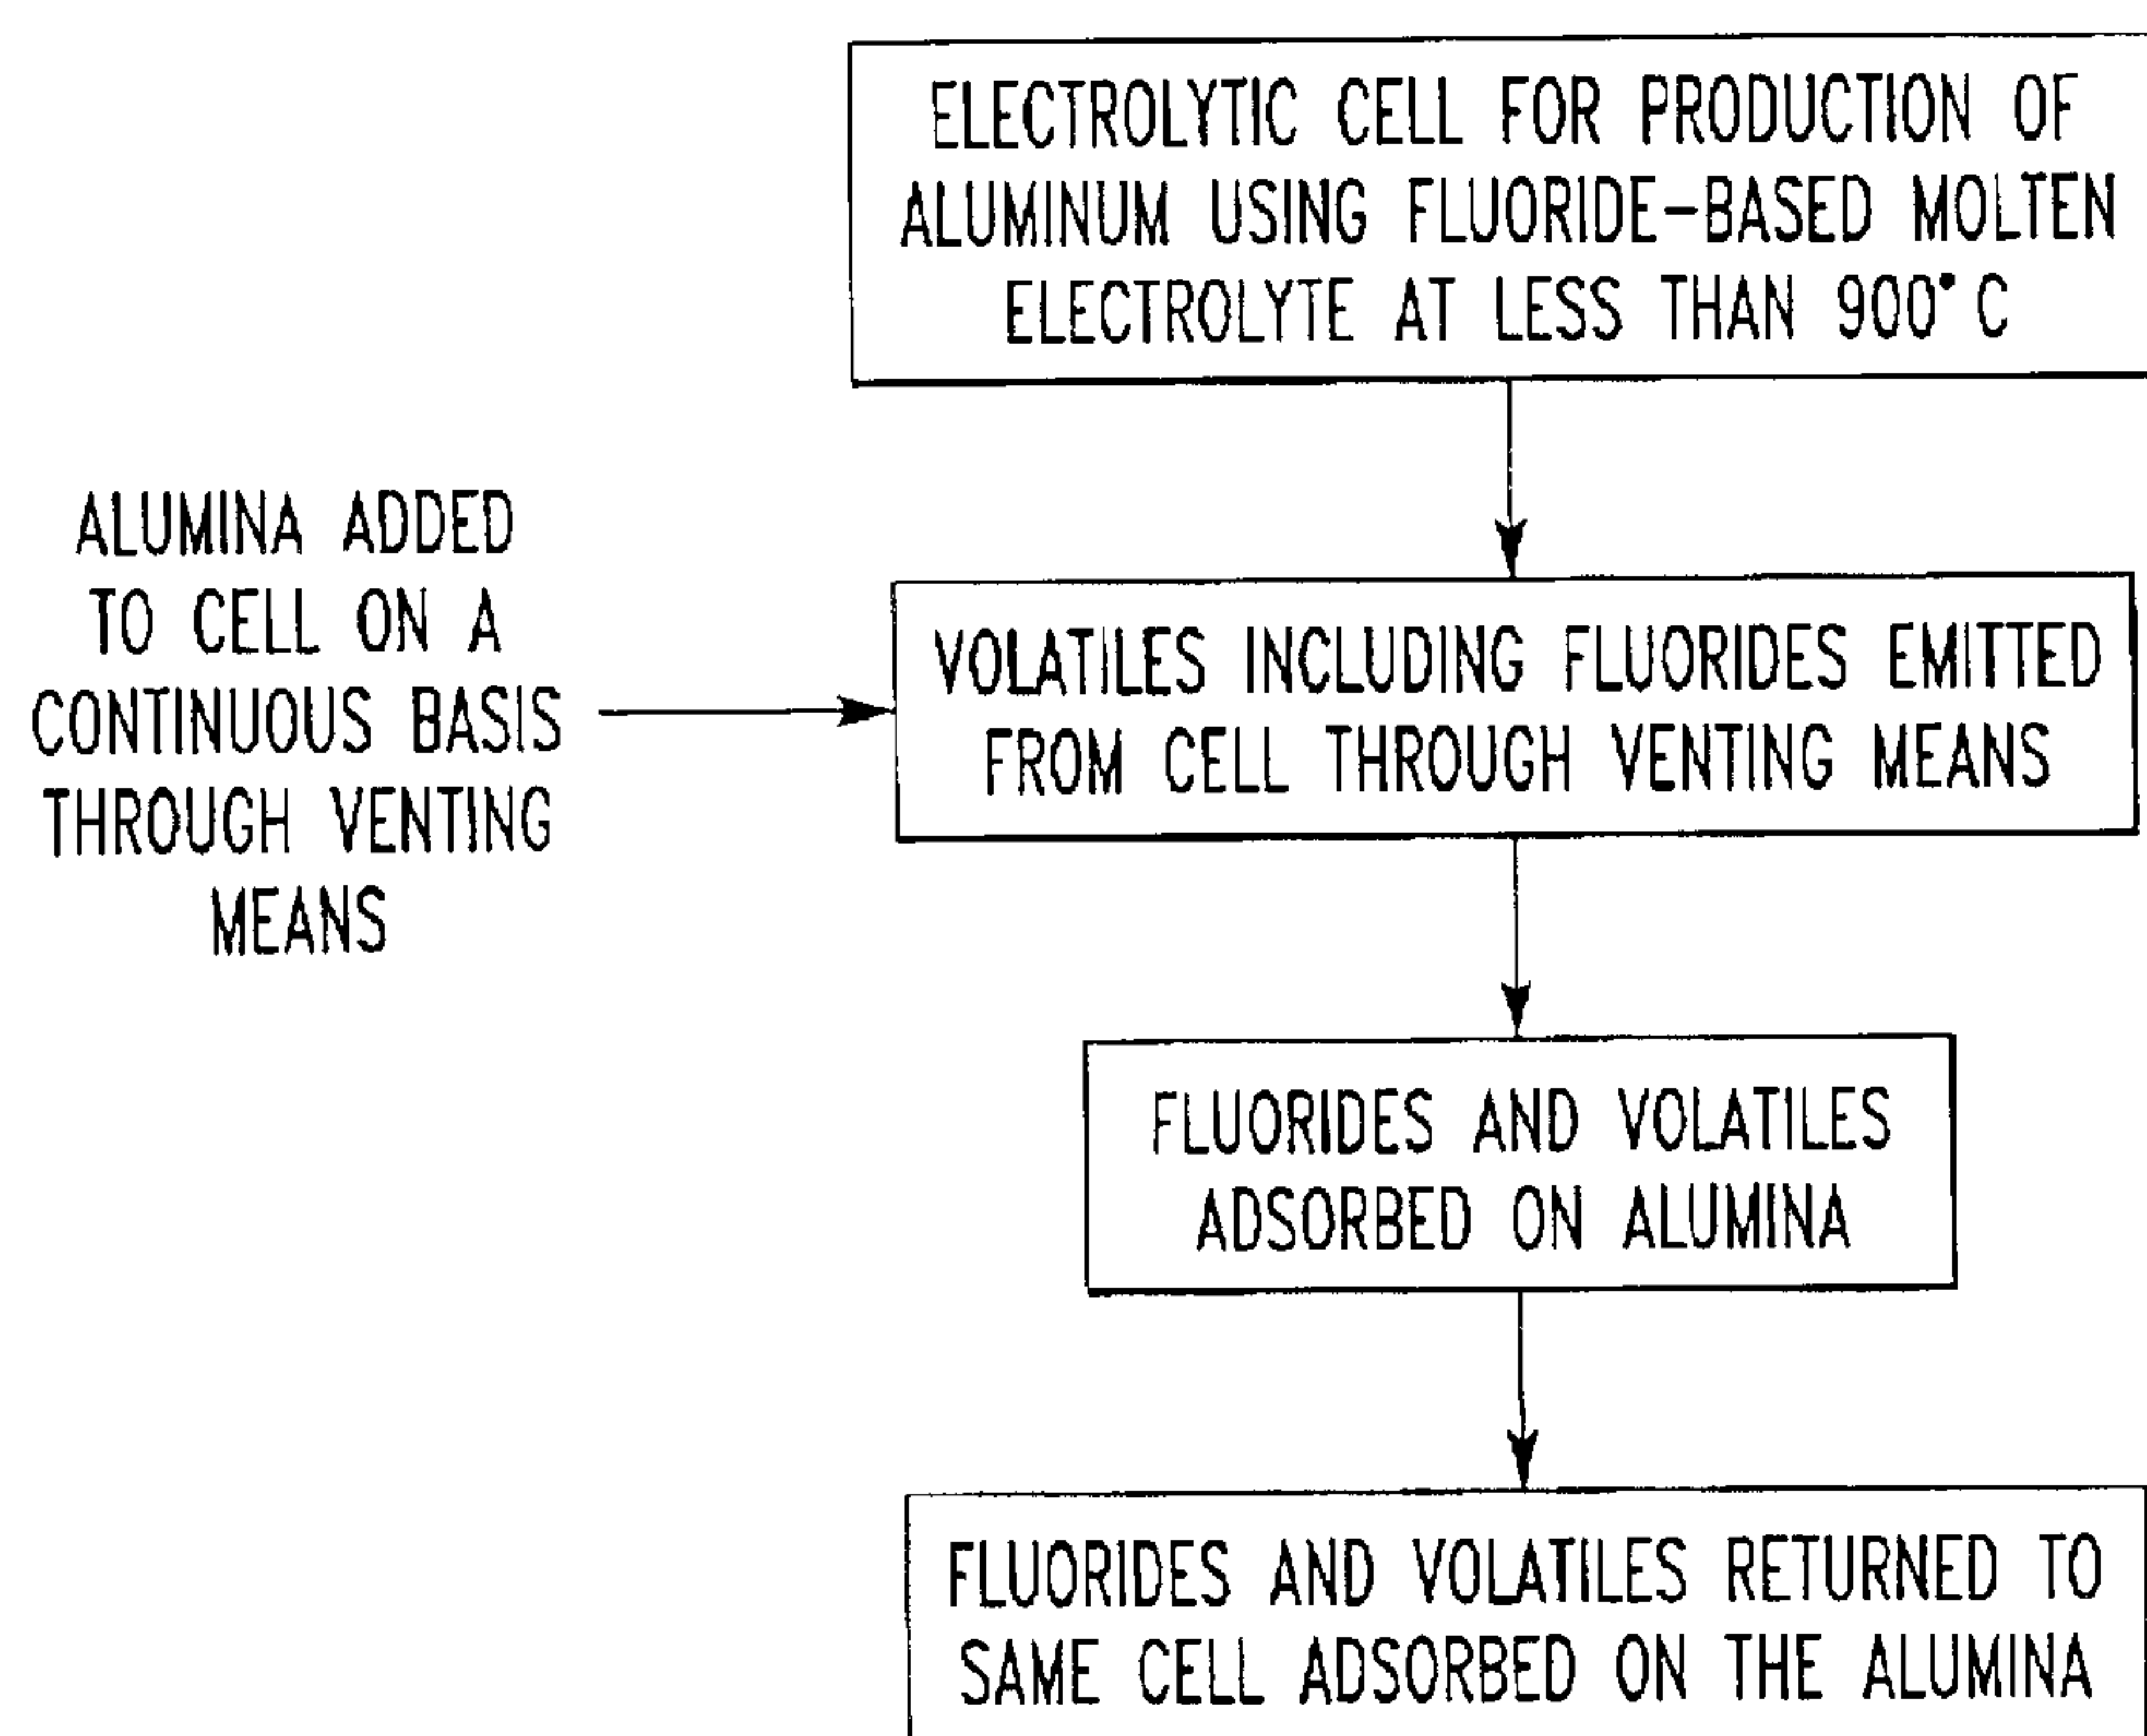 ELECTROLYTIC CELL FOR PRODUCTION OF
ALUMINUM USING FLUORIDE-BASED MOLTEN
ELECTROLYTE AT LESS THAN 900° C
ALUMINA ADDED
TO CELL ON A
CONTINUOUS BASIS
THROUGH VENTING
MEANS
VOLATILES INCLUDING FLUORIDES EMITTED
FROM CELL THROUGH VENTING MEANS
FLUORIDES AND VOLATILES
ADSORBED ON ALUMINA
FLUORIDES AND VOLATILES RETURNED TO
SAME CELL ADSORBED ON THE ALUMINA